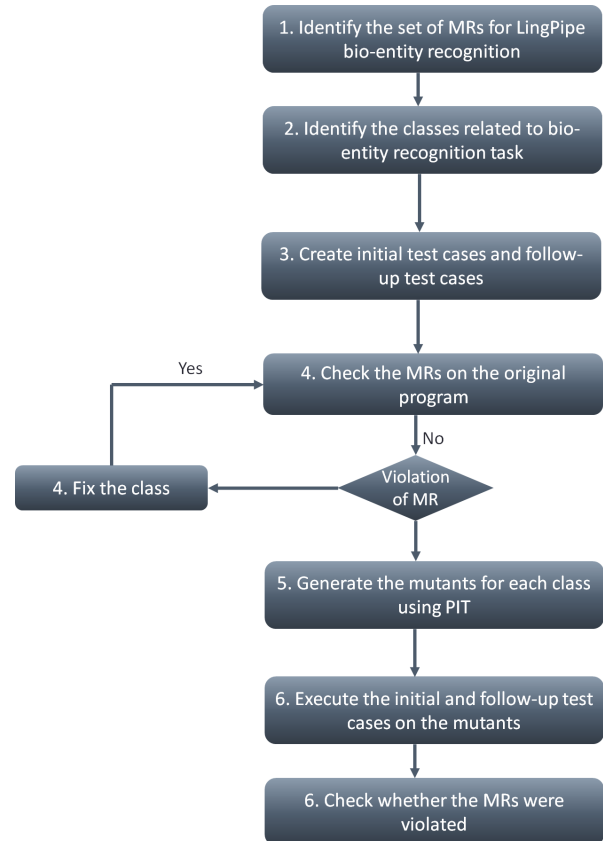 1. Identify the set of MRs for LingPipe
bio-entity recognition
2. Identify the classes related to bio-
entity recognition task
3. Create initial test cases and follow-
up test cases
Yes
4. Check the MRs on the original
program
No
4. Fix the class
Violation
of MR
5. Generate the mutants for each class
using PIT
6. Execute the initial and follow-up test
cases on the mutants
6. Check whether the MRs were
violated